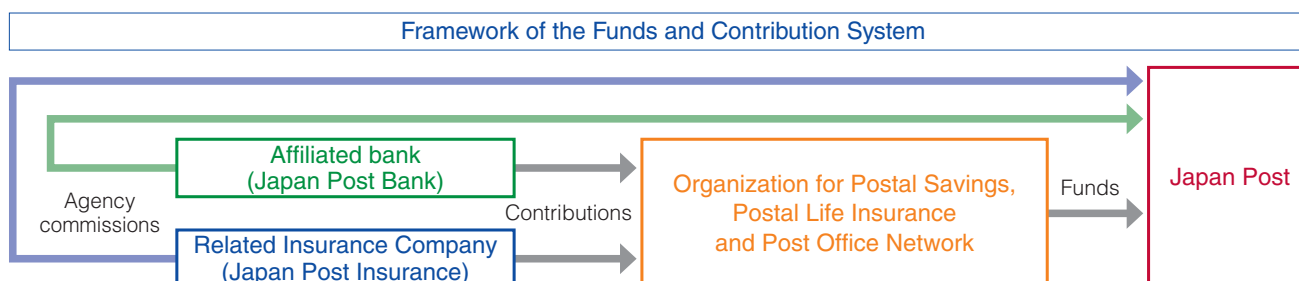 Framework of the Funds and Contribution System
Affiliated bank
(Japan Post Bank)
Agency
commissions
Contributions
Related Insurance Company
(Japan Post Insurance)
Organization for Postal Savings,
Postal Life Insurance
and Post Office Network
Funds
Japan Post